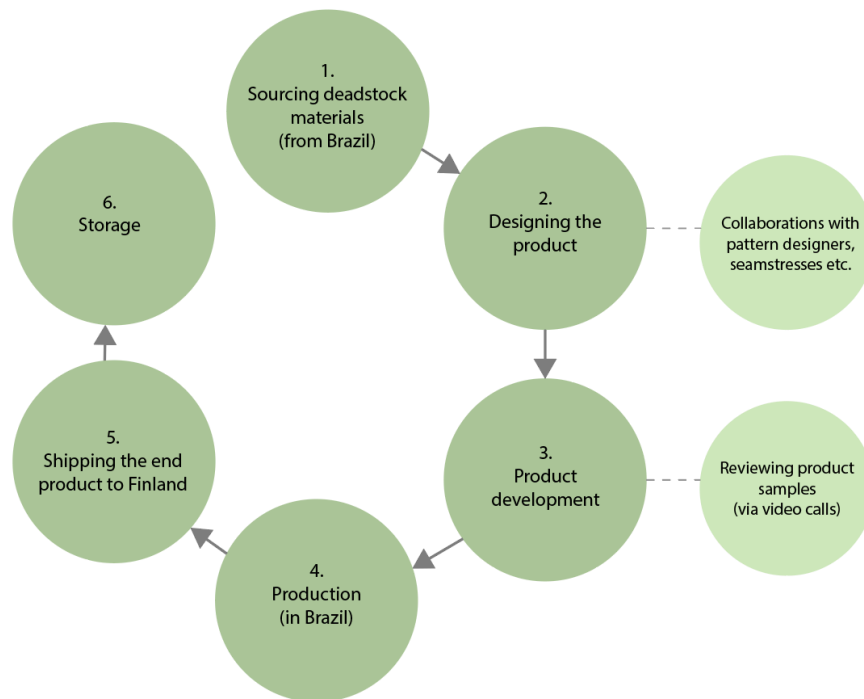 1.
Sourcing deadstock
materials
(from Brazil)
2.
Designing the
product
Collaborations with
pattern designers,
seamstresses etc.
3.
Product
development
Reviewing product
samples
(via video calls)
4.
Production
(in Brazil)
5.
Shipping the end
product to Finland
6.
Storage